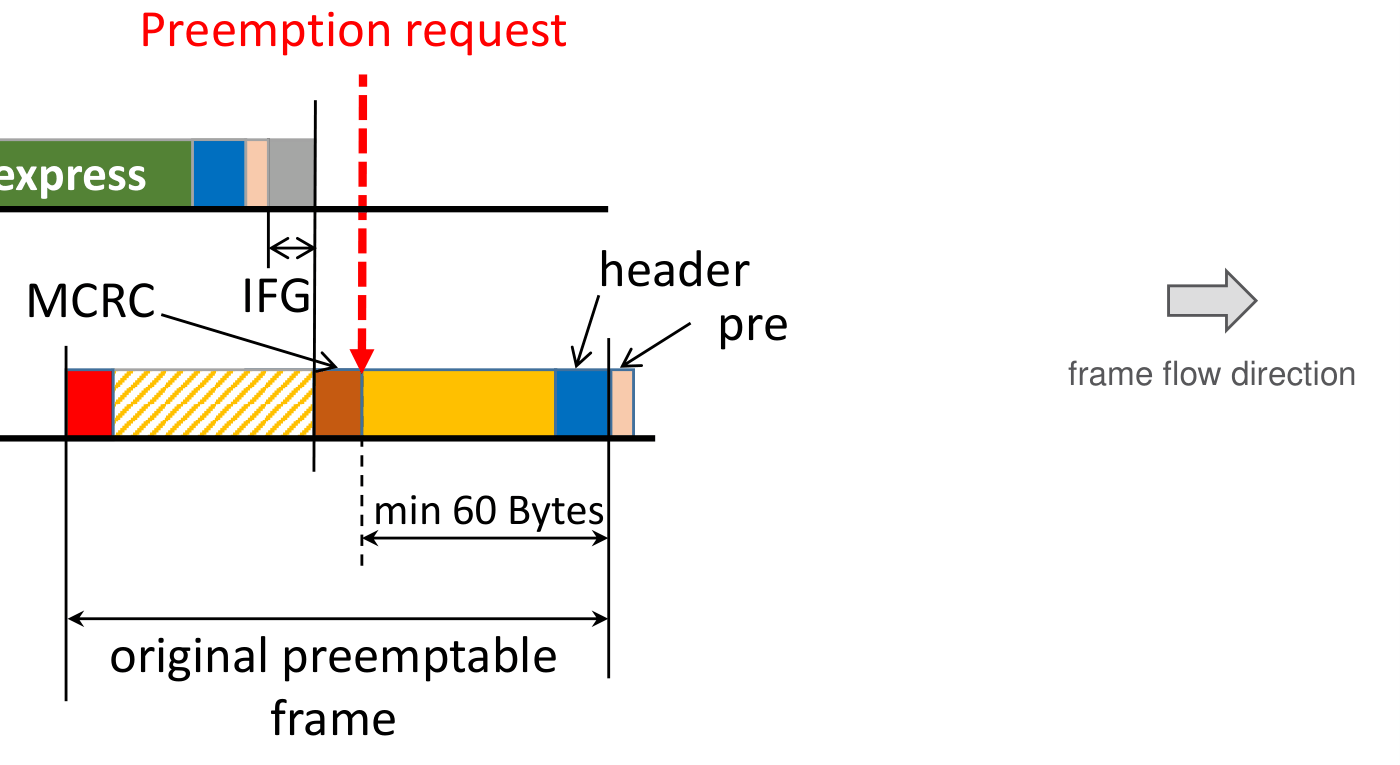 Preemption request
express
MCRC
IFG
header
pre
frame flow direction
min 60 Bytes
original preemptable
frame